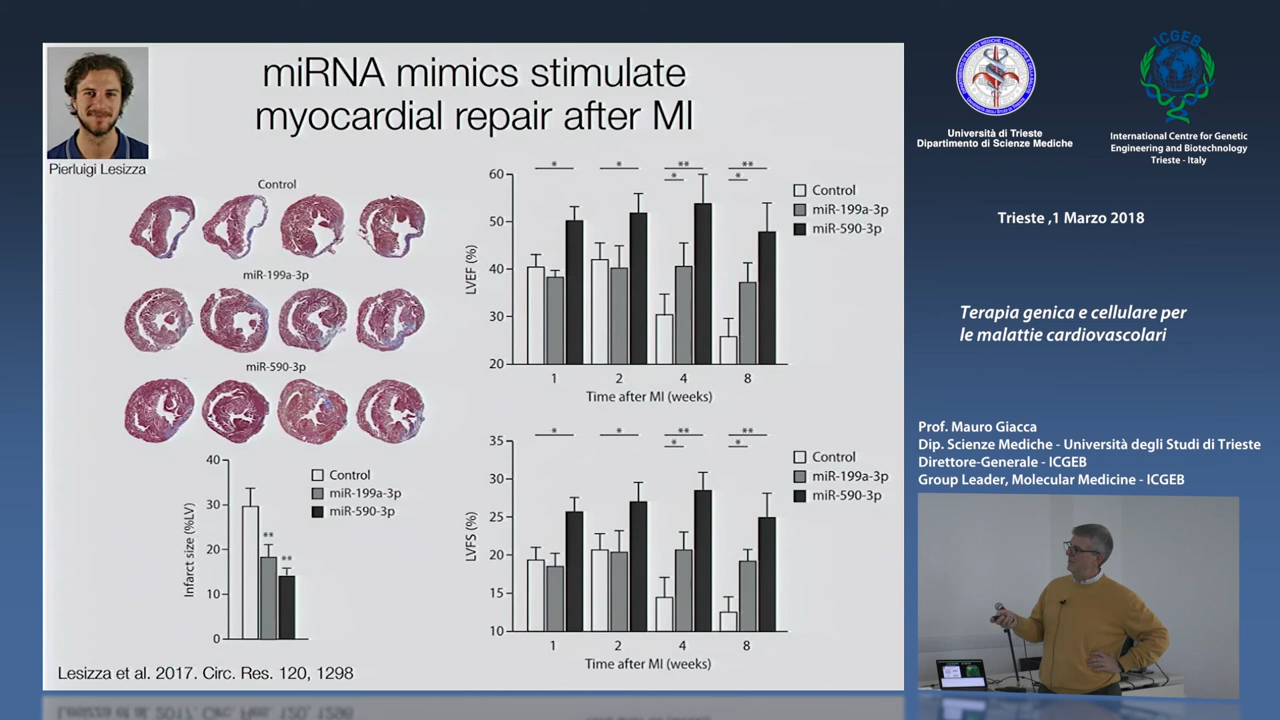 miRNA mimics stimulate
myocardial repair after MI
Pierluigi Lesizza
Control
miR-199a-3p
miR-590-3p
40
30
20
10
0
Infarct size (%LV)
**
**
Control
miR-199a-3p
miR-590-3p
60
50
40
30
20
LVEF (%)
*
*
**
*
**
*
Control
miR-199a-3p
miR-590-3p
1
2
4
8
Time after MI (weeks)
35
30
25
20
15
10
LVFS (%)
*
*
**
*
**
*
Control
miR-199a-3p
miR-590-3p
1
2
4
8
Time after MI (weeks)
Lesizza et al. 2017. Circ. Res. 120, 1298
Università di Trieste
Dipartimento di Scienze Mediche
ICGEB
International Centre for Genetic
Engineering and Biotechnology
Trieste - Italy
Trieste ,1 Marzo 2018
Terapia genica e cellulare per
le malattie cardiovascolari
Prof. Mauro Giacca
Dip. Scienze Mediche - Università degli Studi di Trieste
Direttore-Generale - ICGEB
Group Leader, Molecular Medicine - ICGEB